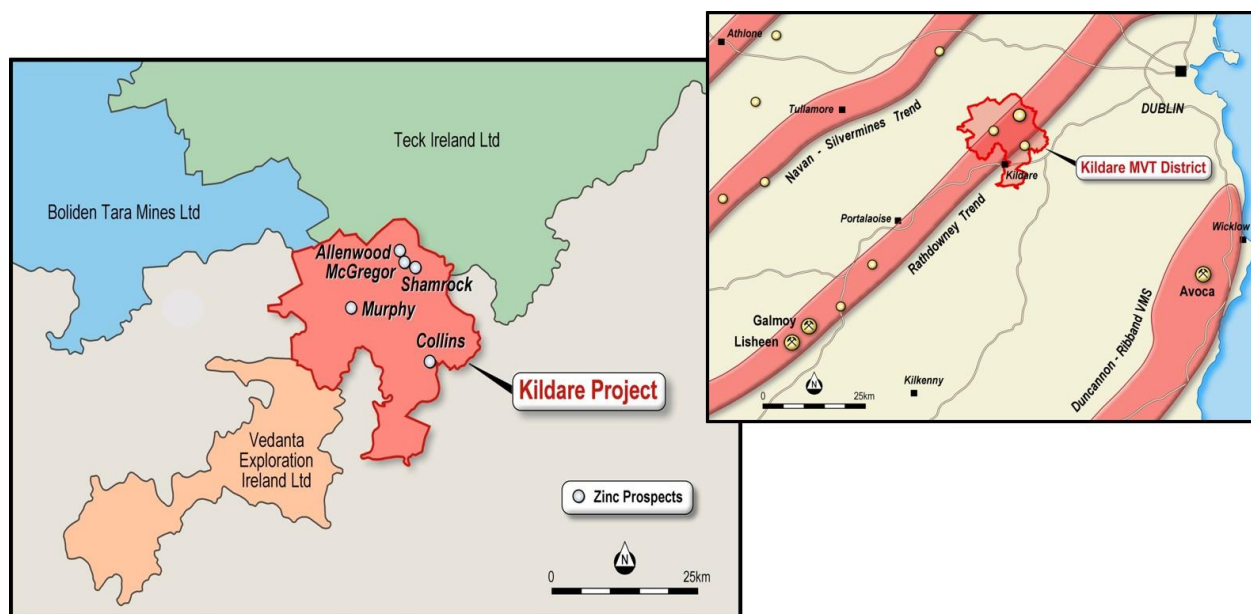 Teck Ireland Ltd
Boliden Tara Mines Ltd
Allenwood
McGregor
Shamrock
Murphy
Collins
Kildare Project
Vedanta
Exploration
Ireland Ltd
Zinc Prospects
N
0 25km
Athlone
DUBLIN
Tullamore
Navan - Silvermines Trend
Kildare MVT District
Kildare
Portalaoise
Rathdowney Trend
Wicklow
Avoca
Galmoy
Lisheen
Duncannon - Ribband VMS
Kilkenny
N
0 25km